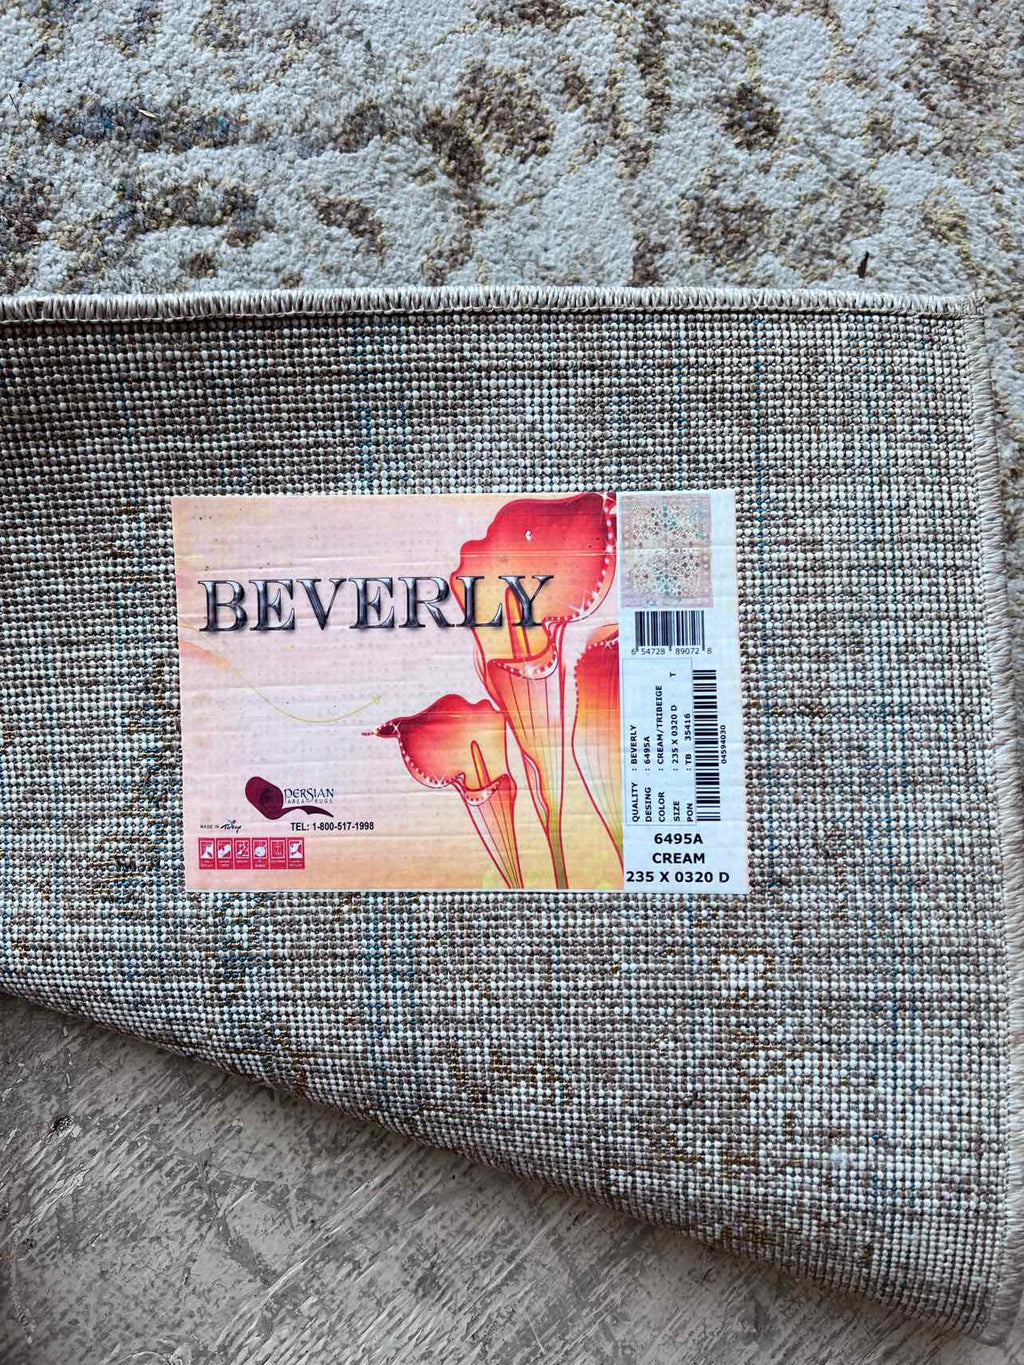 BEVERLY
PERSIAN
AREA RUGS
MADE IN Turkey
TEL: 1-800-517-1998
6 54728 89072 8
QUALITY : BEVERLY
DESING : 6495A
COLOR : CREAM/TRIBEIGE
SIZE : 235 X 0320 D T
PON : TB 35416
04594030
6495A
CREAM
235 X 0320 D